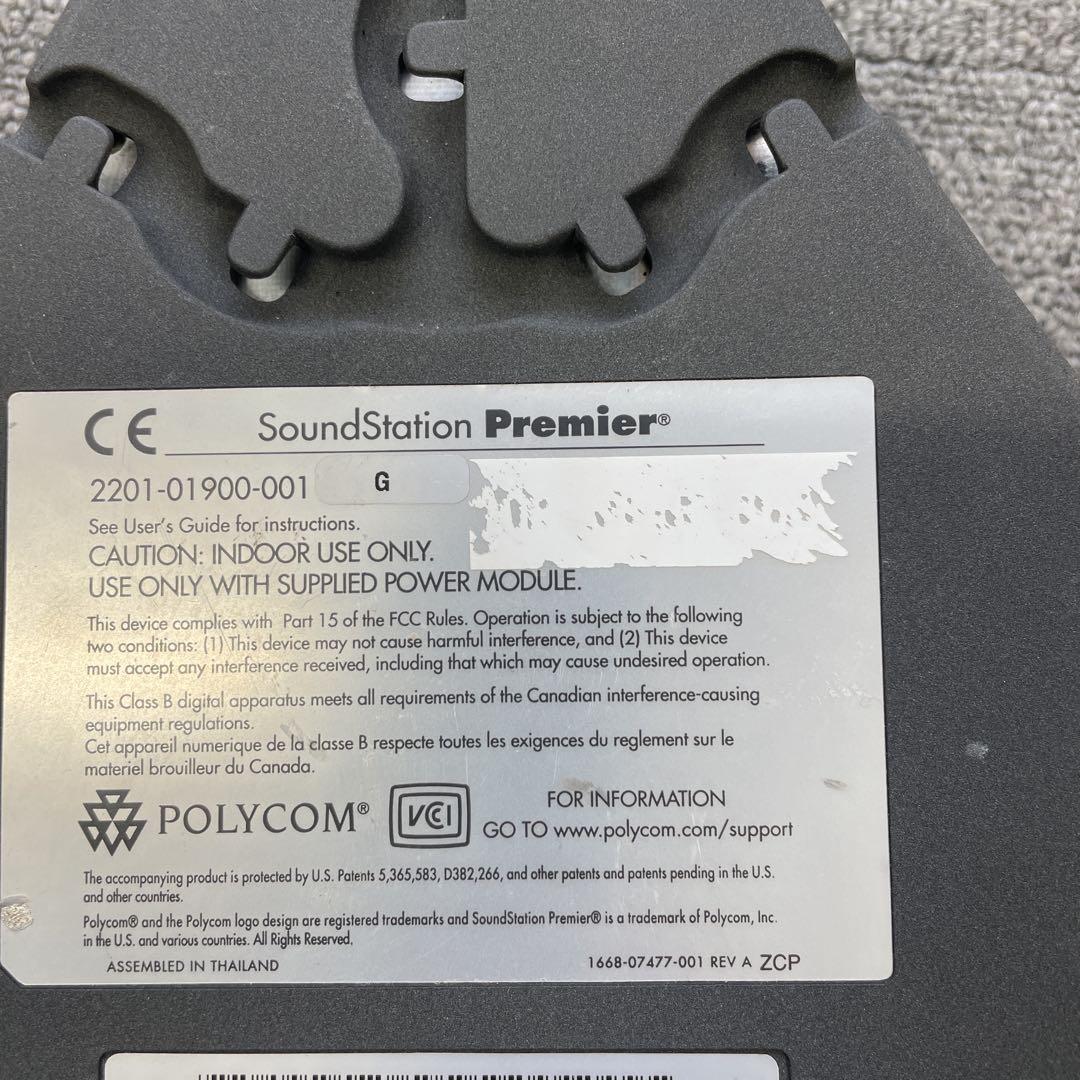 CE SoundStation Premier®
2201-01900-001 G
See User's Guide for instructions.
CAUTION: INDOOR USE ONLY.
USE ONLY WITH SUPPLIED POWER MODULE.
This device complies with Part 15 of the FCC Rules. Operation is subject to the following
two conditions: (1) This device may not cause harmful interference, and (2) This device
must accept any interference received, including that which may cause undesired operation.
This Class B digital apparatus meets all requirements of the Canadian interference-causing
equipment regulations.
Cet appareil numerique de la classe B respecte toutes les exigences du reglement sur le
materiel brouilleur du Canada.
POLYCOM® VCI FOR INFORMATION
GO TO www.polycom.com/support
The accompanying product is protected by U.S. Patents 5,365,583, D382,266, and other patents and patents pending in the U.S.
and other countries.
Polycom® and the Polycom logo design are registered trademarks and SoundStation Premier® is a trademark of Polycom, Inc.
in the U.S. and various countries. All Rights Reserved.
ASSEMBLED IN THAILAND 1668-07477-001 REV A ZCP